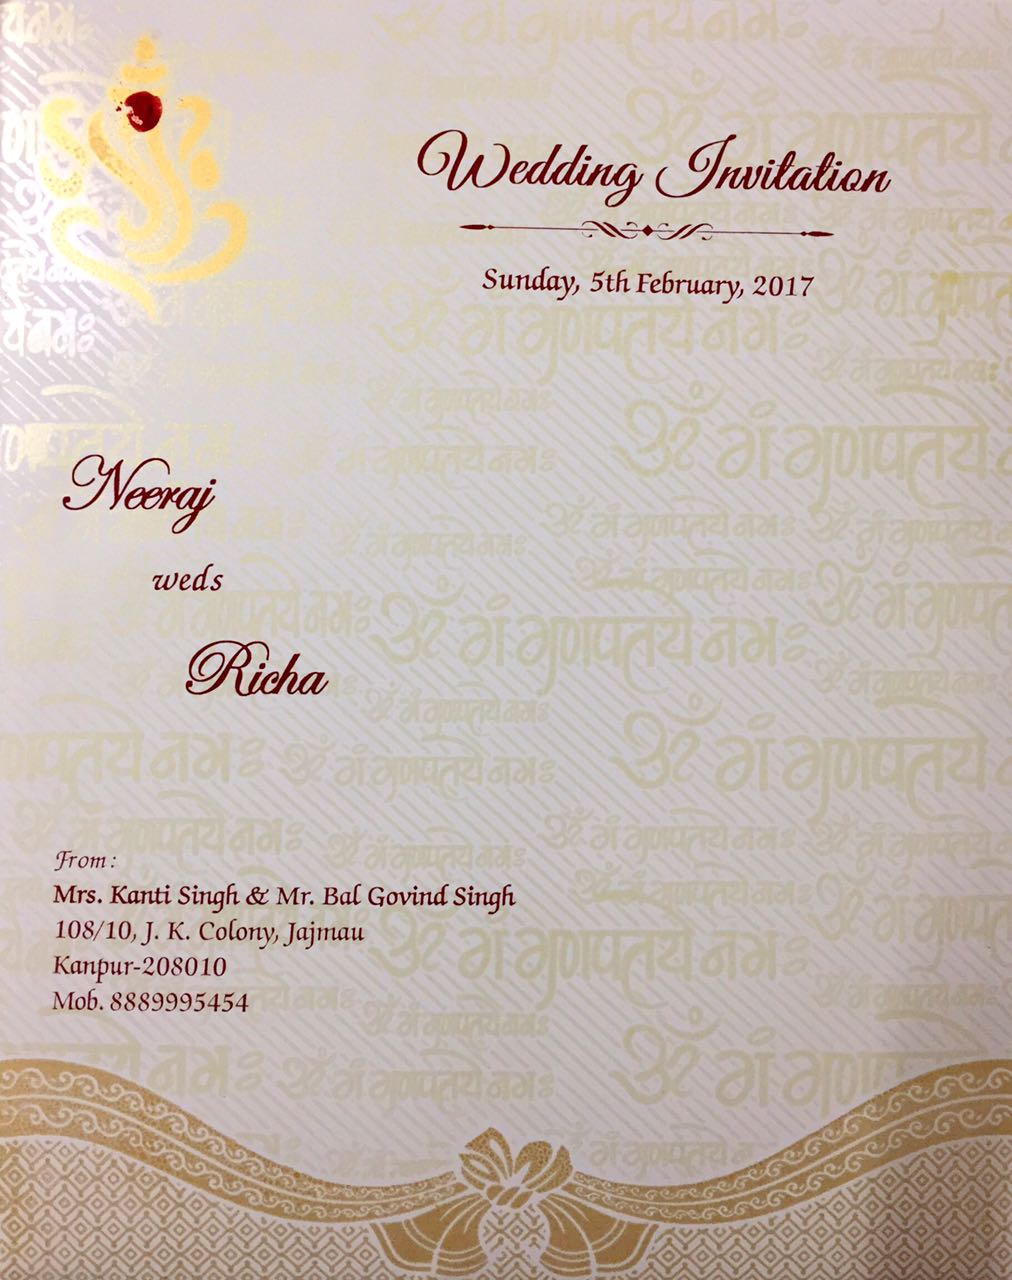 Wedding Invitation
Sunday, 5th February, 2017
Neeraj
weds
Richa
From:
Mrs. Kanti Singh & Mr. Bal Govind Singh
108/10, J. K. Colony, Jajmau
Kanpur-208010
Mob. 8889995454
ॐ गं गणपतये नमः